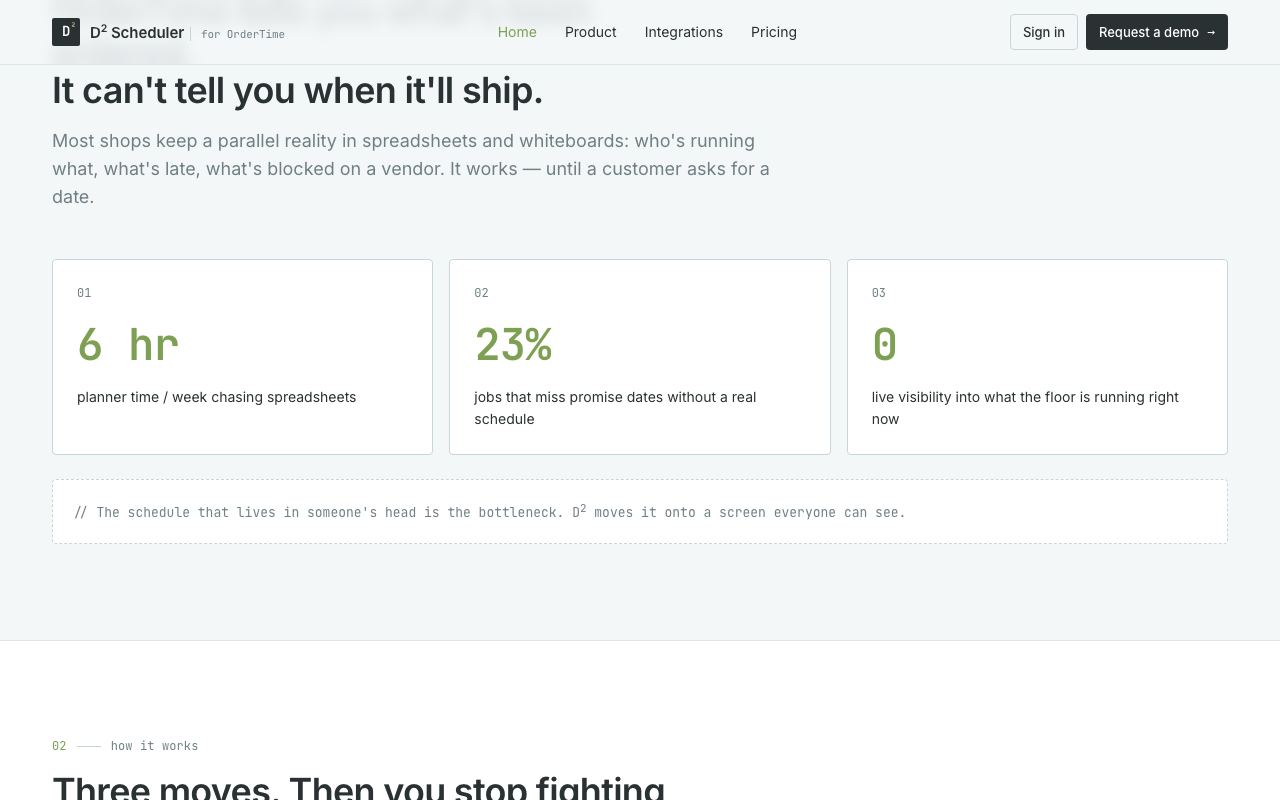 D² D² Scheduler for OrderTime Home Product Integrations Pricing Sign in Request a demo →
It can't tell you when it'll ship.
Most shops keep a parallel reality in spreadsheets and whiteboards: who's running
what, what's late, what's blocked on a vendor. It works — until a customer asks for a
date.
01
6 hr
planner time / week chasing spreadsheets
02
23%
jobs that miss promise dates without a real
schedule
03
0
live visibility into what the floor is running right
now
// The schedule that lives in someone's head is the bottleneck. D² moves it onto a screen everyone can see.
02 how it works
Three moves. Then you stop fighting